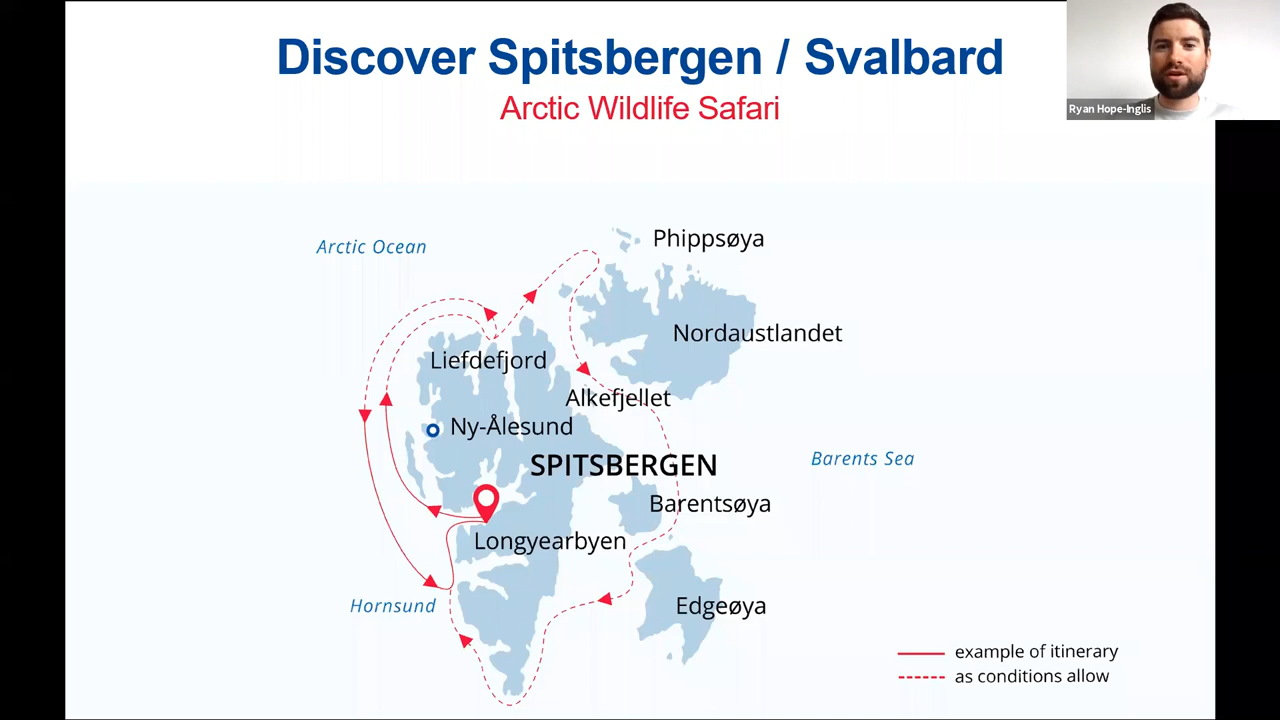 Discover Spitsbergen / Svalbard
Arctic Wildlife Safari
Ryan Hope-Inglis
Phippsøya
Arctic Ocean
Nordaustlandet
Liefdefjord
Alkefjellet
Ny-Ålesund
SPITSBERGEN
Barents Sea
Barentsøya
Longyearbyen
Hornsund
Edgeøya
example of itinerary
as conditions allow